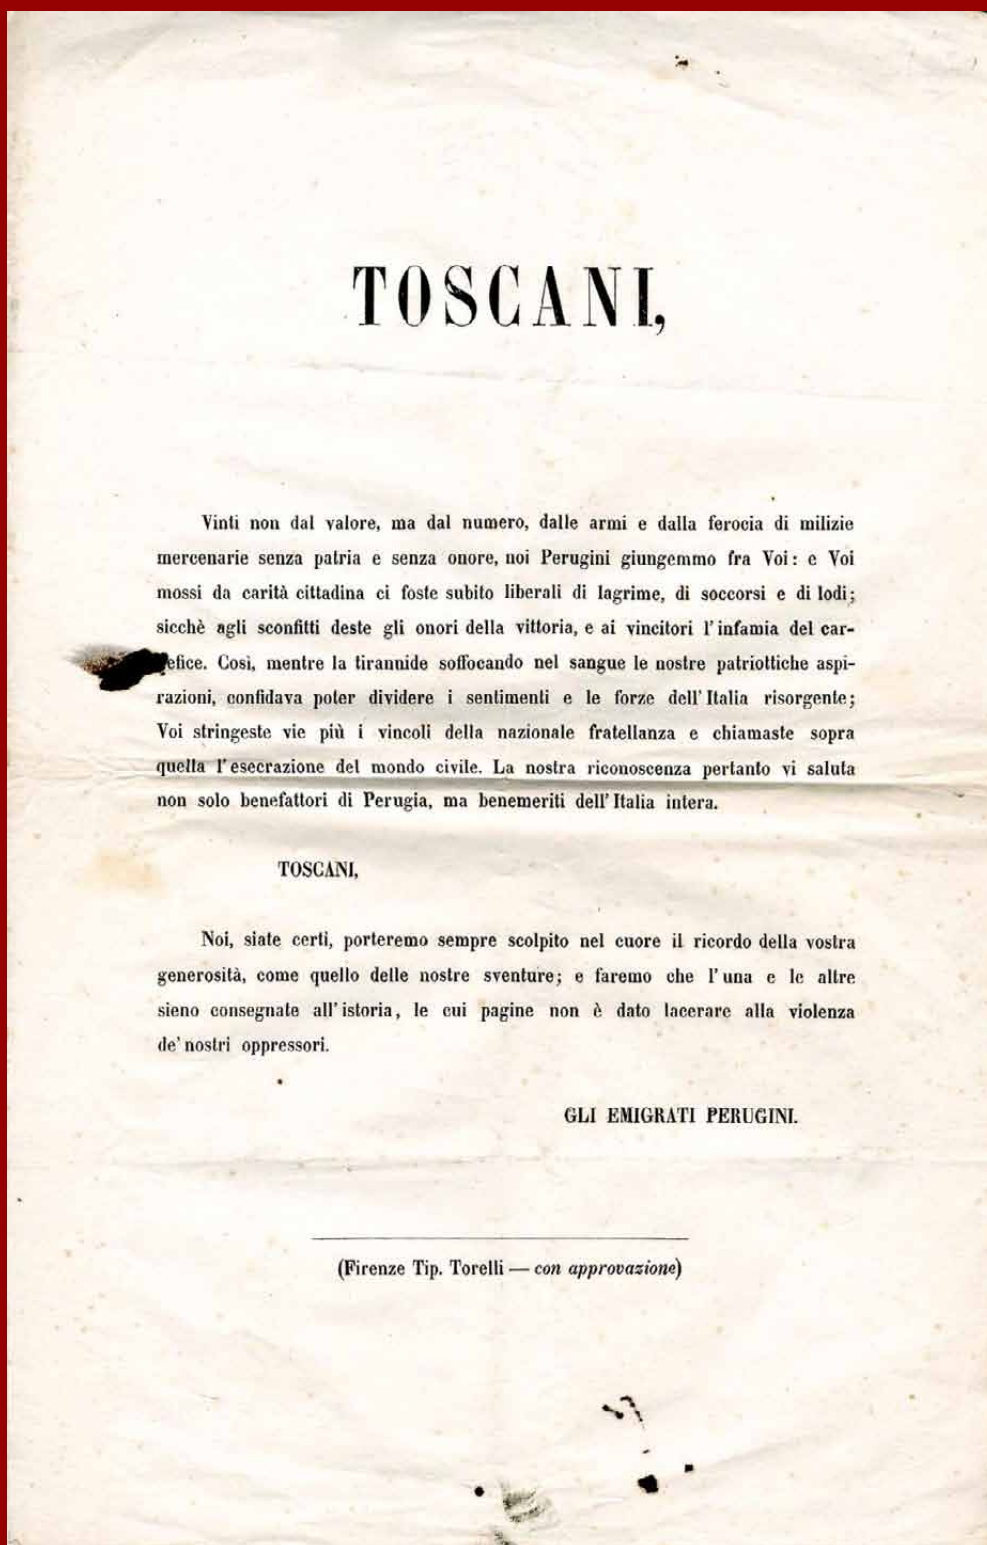 TOSCANI,
Vinti non dal valore, ma dal numero, dalle armi e dalla ferocia di milizie
mercenarie senza patria e senza onore, noi Perugini giungemmo fra Voi: e Voi
mossi da carità cittadina ci foste subito liberali di lagrime, di soccorsi e di lodi;
sicchè agli sconfitti deste gli onori della vittoria, e ai vincitori l'infamia del car-
efice. Così, mentre la tirannide soffocando nel sangue le nostre patriottiche aspi-
razioni, confidava poter dividere i sentimenti e le forze dell'Italia risorgente;
Voi stringeste vie più i vincoli della nazionale fratellanza e chiamaste sopra
quella l'esecrazione del mondo civile. La nostra riconoscenza pertanto vi saluta
non solo benefattori di Perugia, ma benemeriti dell'Italia intera.
TOSCANI,
Noi, siate certi, porteremo sempre scolpito nel cuore il ricordo della vostra
generosità, come quello delle nostre sventure; e faremo che l'una e le altre
sieno consegnate all'istoria, le cui pagine non è dato lacerare alla violenza
de'nostri oppressori.
GLI EMIGRATI PERUGINI.
(Firenze Tip. Torelli — con approvazione)